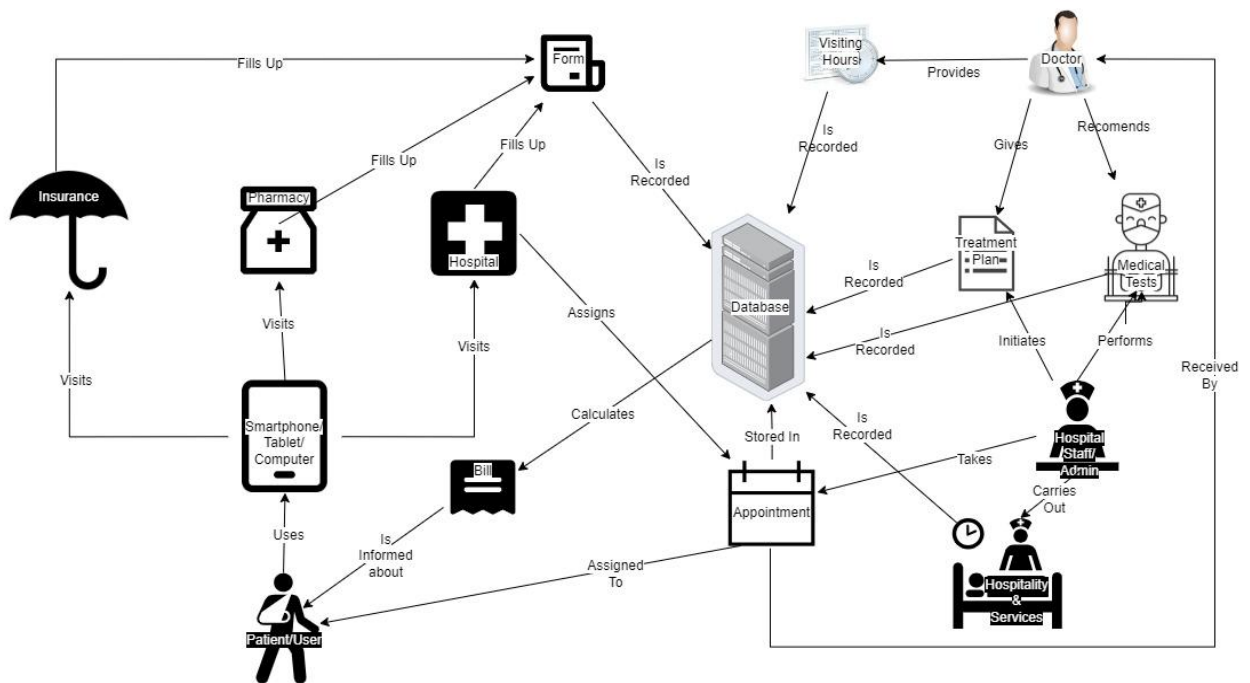 Form
Visiting
Hours
Doctor
Fills Up
Provides
Recomends
Is
Recorded
Gives
Fills Up
Fills Up
Is
Recorded
Insurance
Pharmacy
Hospital
Treatment
Plan
Medical
Tests
Is
Recorded
Database
Assigns
Visits
Visits
Is
Recorded
Initiates
Performs
Visits
Received
By
Calculates
Smartphone/
Tablet/
Computer
Stored In
Is
Recorded
Hospital
Staff/
Admin
Takes
Bill
Carries
Out
Appointment
Uses
Is
Informed
about
Assigned
To
Hospitality
&
Services
Patient/User